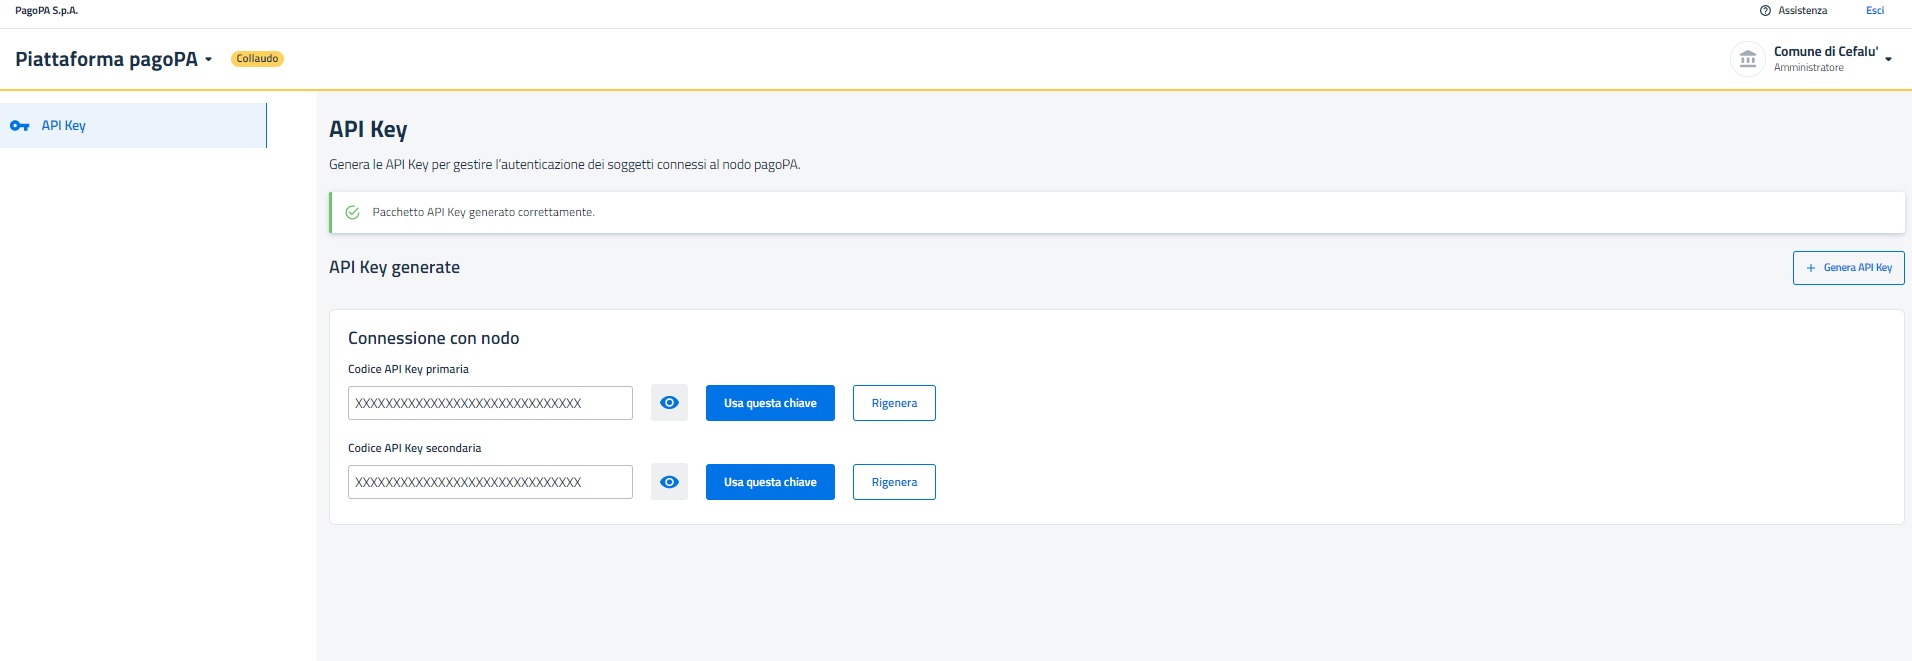 PagoPA S.p.A.
Assistenza
Esci
Piattaforma pagoPA
Collaudo
Comune di Cefalu'
Amministratore
API Key
API Key
Genera le API Key per gestire l'autenticazione dei soggetti connessi al nodo pagoPA.
Pacchetto API Key generato correttamente.
API Key generate
+ Genera API Key
Connessione con nodo
Codice API Key primaria
XXXXXXXXXXXXXXXXXXXXXXXXXXXXXX
Usa questa chiave
Rigenera
Codice API Key secondaria
XXXXXXXXXXXXXXXXXXXXXXXXXXXXXX
Usa questa chiave
Rigenera